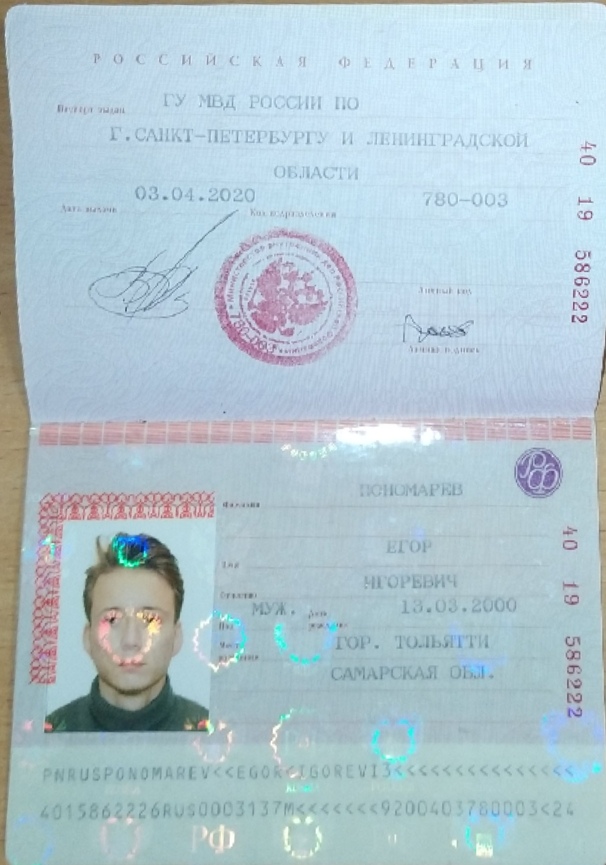 РОССИЙСКАЯ ФЕДЕРАЦИЯ
Паспорт выдан ГУ МВД РОССИИ ПО
Г.САНКТ-ПЕТЕРБУРГУ И ЛЕНИНГРАДСКОЙ
ОБЛАСТИ
03.04.2020 780-003
Дата выдачи Код подразделения
Личный код
Личная подпись
40 19 586222
ПОНОМАРЕВ
Фамилия
ЕГОР
Имя
ИГОРЕВИЧ
Отчество
МУЖ. Дата рождения 13.03.2000
Пол
Место рождения ГОР. ТОЛЬЯТТИ
САМАРСКАЯ ОБЛ.
40 19 586222
PNRUSPONOMAREV<<EGOR<IGOREVI3<<<<<<<<<<<<<<<
4015862226RUS0003137M<<<<<<<9200403780003<24
РФ